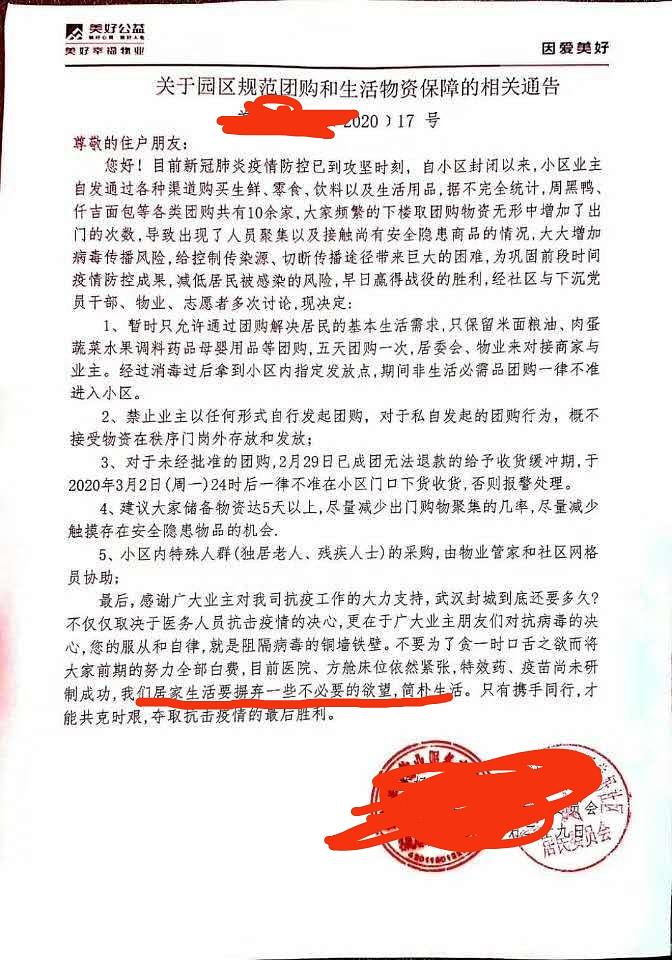 美好公益
美好幸福物业
因爱美好
关于园区规范团购和生活物资保障的相关通告
2020）17 号
尊敬的住户朋友：
您好！目前新冠肺炎疫情防控已到攻坚时刻，自小区封闭以来，小区业主
自发通过各种渠道购买生鲜、零食、饮料以及生活用品，据不完全统计，周黑鸭、
仟吉面包等各类团购共有10余家，大家频繁的下楼取团购物资无形中增加了出
门的次数，导致出现了人员聚集以及接触尚有安全隐患商品的情况，大大增加
病毒传播风险，给控制传染源、切断传播途径带来巨大的困难，为巩固前段时间
疫情防控成果，减低居民被感染的风险，早日赢得战役的胜利，经社区与下沉党
员干部、物业、志愿者多次讨论，现决定：
1、暂时只允许通过团购解决居民的基本生活需求，只保留米面粮油、肉蛋
蔬菜水果调料药品母婴用品等团购，五天团购一次，居委会、物业来对接商家与
业主。经过消毒过后拿到小区内指定发放点，期间非生活必需品团购一律不准
进入小区。
2、禁止业主以任何形式自行发起团购，对于私自发起的团购行为，概不
接受物资在秩序门岗外存放和发放；
3、对于未经批准的团购，2月29日已成团无法退款的给予收货缓冲期，于
2020年3月2日(周一)24时后一律不准在小区门口下货收货，否则报警处理。
4、建议大家储备物资达5天以上，尽量减少出门购物聚集的几率，尽量减少
触摸存在安全隐患物品的机会.
5、小区内特殊人群(独居老人、残疾人士)的采购，由物业管家和社区网格
员协助；
最后，感谢广大业主对我司抗疫工作的大力支持，武汉封城到底还要多久?
不仅仅取决于医务人员抗击疫情的决心，更在于广大业主朋友们对抗病毒的决
心，您的服从和自律，就是阻隔病毒的铜墙铁壁。不要为了贪一时口舌之欲而将
大家前期的努力全部白费，目前医院、方舱床位依然紧张，特效药、疫苗尚未研
制成功，我们居家生活要摒弃一些不必要的欲望，简朴生活。只有携手同行，才
能共克时艰，夺取抗击疫情的最后胜利。
员会
九日
居民委员会